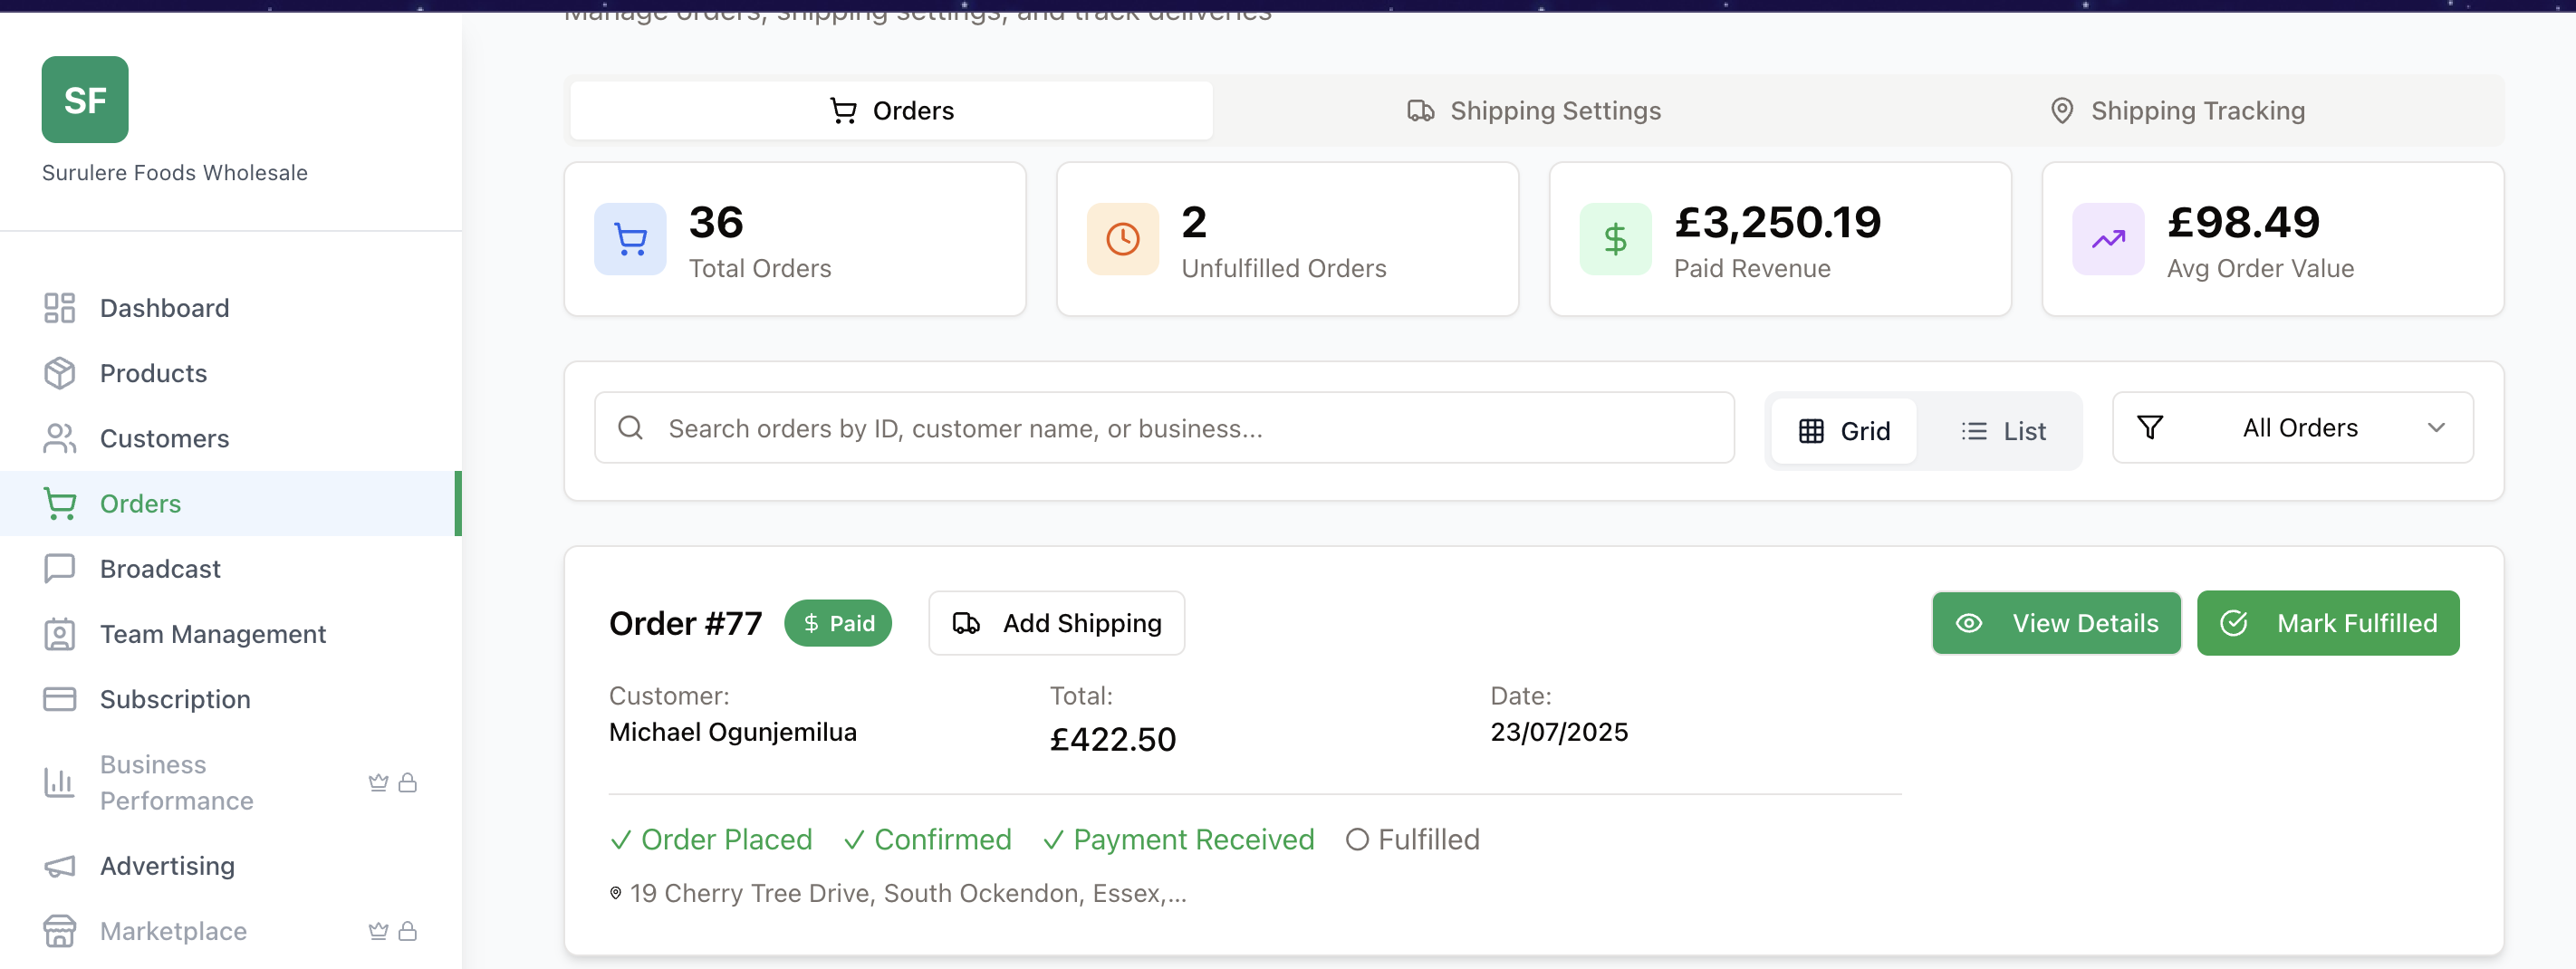 Manage orders, shipping settings, and track deliveries
SF
Surulere Foods Wholesale
Dashboard
Products
Customers
Orders
Broadcast
Team Management
Subscription
Business
Performance
Advertising
Marketplace
Orders
Shipping Settings
Shipping Tracking
36
Total Orders
2
Unfulfilled Orders
£3,250.19
Paid Revenue
£98.49
Avg Order Value
Search orders by ID, customer name, or business...
Grid
List
All Orders
Order #77
Paid
Add Shipping
View Details
Mark Fulfilled
Customer:
Michael Ogunjemilua
Total:
£422.50
Date:
23/07/2025
Order Placed
Confirmed
Payment Received
Fulfilled
19 Cherry Tree Drive, South Ockendon, Essex,...